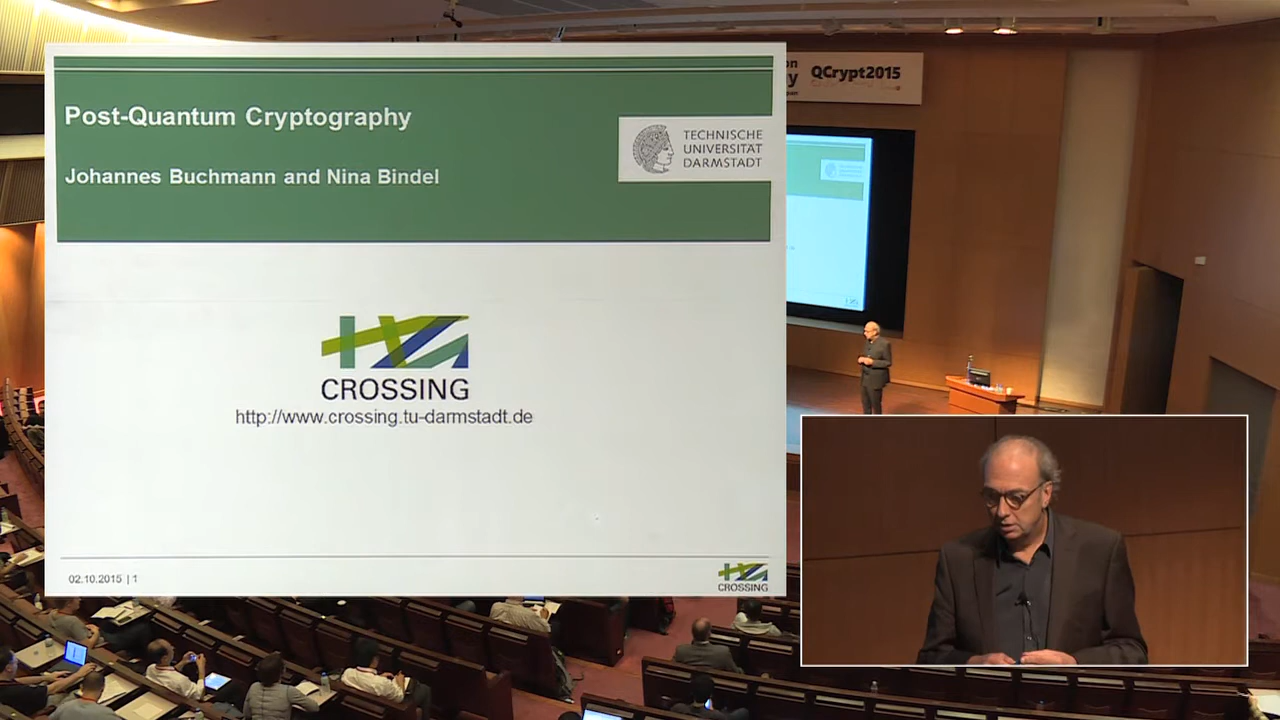 Post-Quantum Cryptography
Johannes Buchmann and Nina Bindel
TECHNISCHE
UNIVERSITÄT
DARMSTADT
CROSSING
http://www.crossing.tu-darmstadt.de
02.10.2015 | 1
CROSSING
QCrypt2015